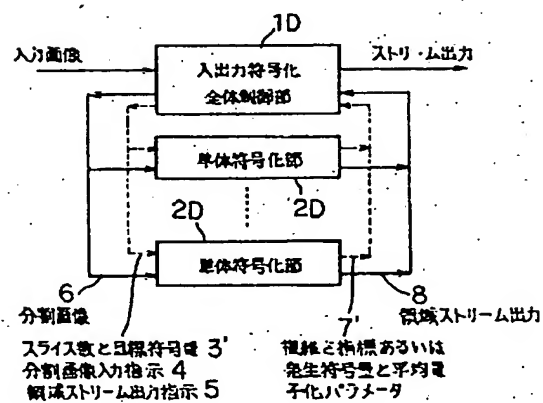 1D
入力画像
ストリーム出力
入出力符号化
全体制御部
単体符号化部
2D
2D
単体符号化部
6
分割画像
7'
8
領域ストリーム出力
スライス数と目標符号量 3'
分割画像入力指示 4
領域ストリーム出力指示 5
複雑さ指標あるいは
発生符号量と平均量
子化パラメータ